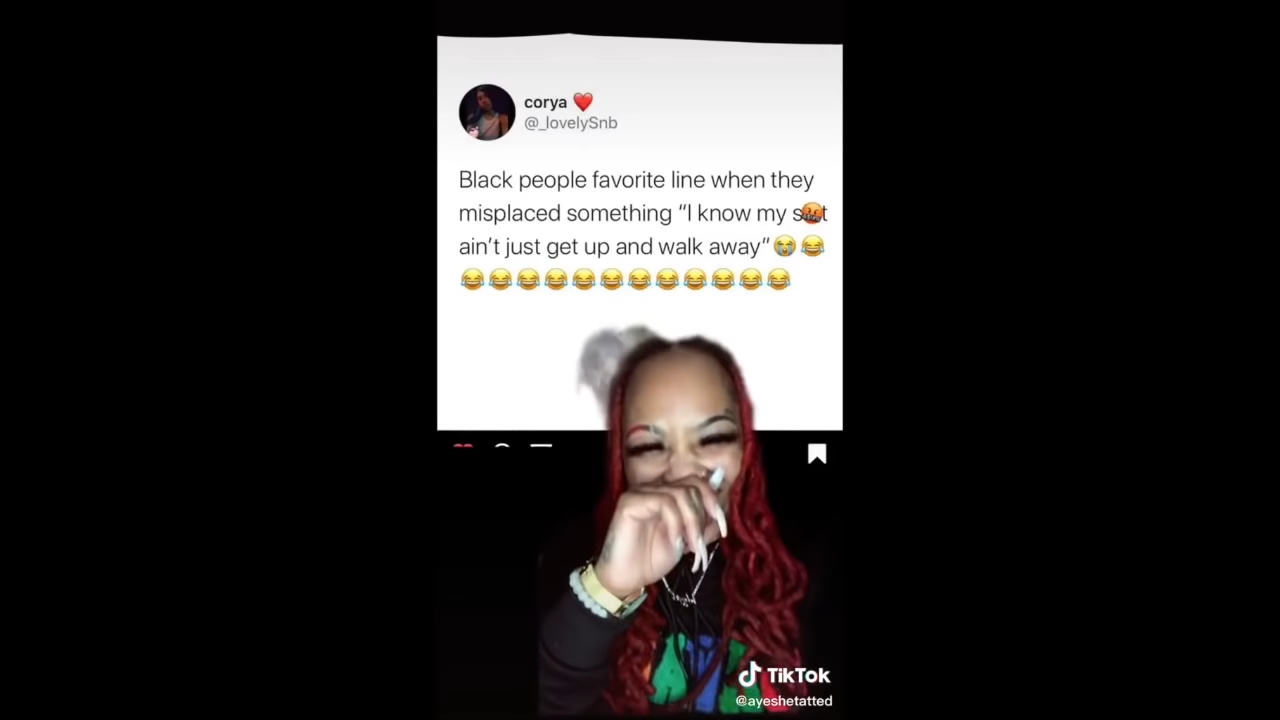 corya ❤️
@_lovelySnb
Black people favorite line when they
misplaced something “I know my s🤬t
ain’t just get up and walk away”😭😂
😂😂😂😂😂😂😂😂😂😂😂😂
TikTok
@ayeshetatted